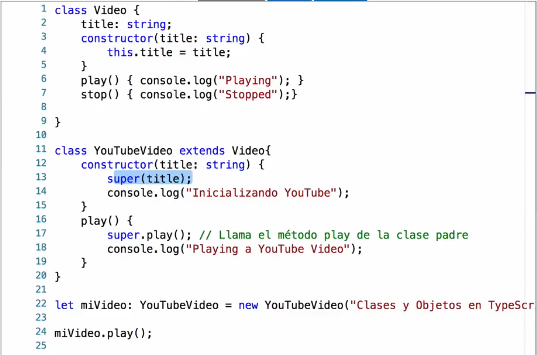 1 class Video {
2     title: string;
3     constructor(title: string) {
4         this.title = title;
5     }
6     play() { console.log("Playing"); }
7     stop() { console.log("Stopped");}
8
9 }
10
11 class YouTubeVideo extends Video{
12     constructor(title: string) {
13         super(title);
14         console.log("Inicializando YouTube");
15     }
16     play() {
17         super.play(); // Llama el método play de la clase padre
18         console.log("Playing a YouTube Video");
19     }
20 }
21
22 let miVideo: YouTubeVideo = new YouTubeVideo("Clases y Objetos en TypeScr
23
24 miVideo.play();
25